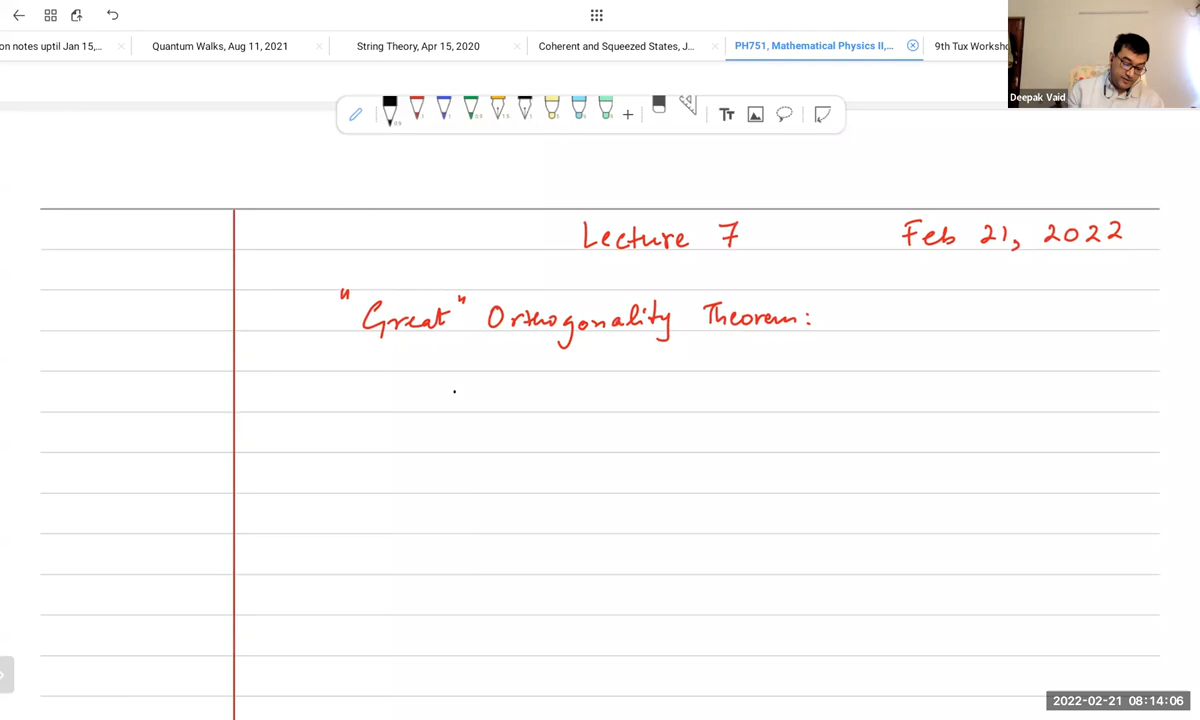 on notes uptil Jan 15,...
Quantum Walks, Aug 11, 2021
String Theory, Apr 15, 2020
Coherent and Squeezed States, J...
PH751, Mathematical Physics II,...
9th Tux Worksho
Deepak Vaid
Tт
Lecture 7 Feb 21, 2022
"Great" Orthogonality Theorem:
2022-02-21 08:14:06